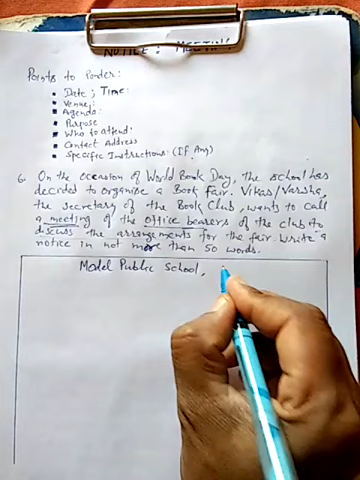 NOTICE: MEETING
Points to Ponder:
Date; Time:
Venue:
Agenda:
Purpose
Who to attend:
Contact Address
Specific Instructions: (If Any)
6. On the occasion of World Book Day, the school has
decided to organise a Book fair. Vikas/Varsha,
the secretary of the Book Club, wants to call
a meeting of the office bearers of the club to
discuss the arrangements for the fair. Write a
notice in not more than 50 words.
Model Public School,